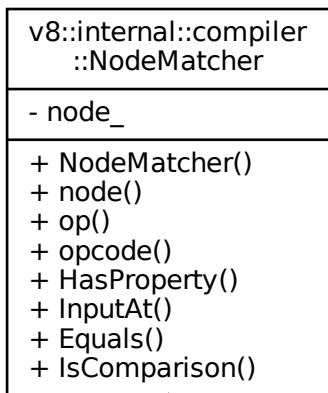 v8::internal::compiler
::NodeMatcher
- node_
+ NodeMatcher()
+ node()
+ op()
+ opcode()
+ HasProperty()
+ InputAt()
+ Equals()
+ IsComparison()